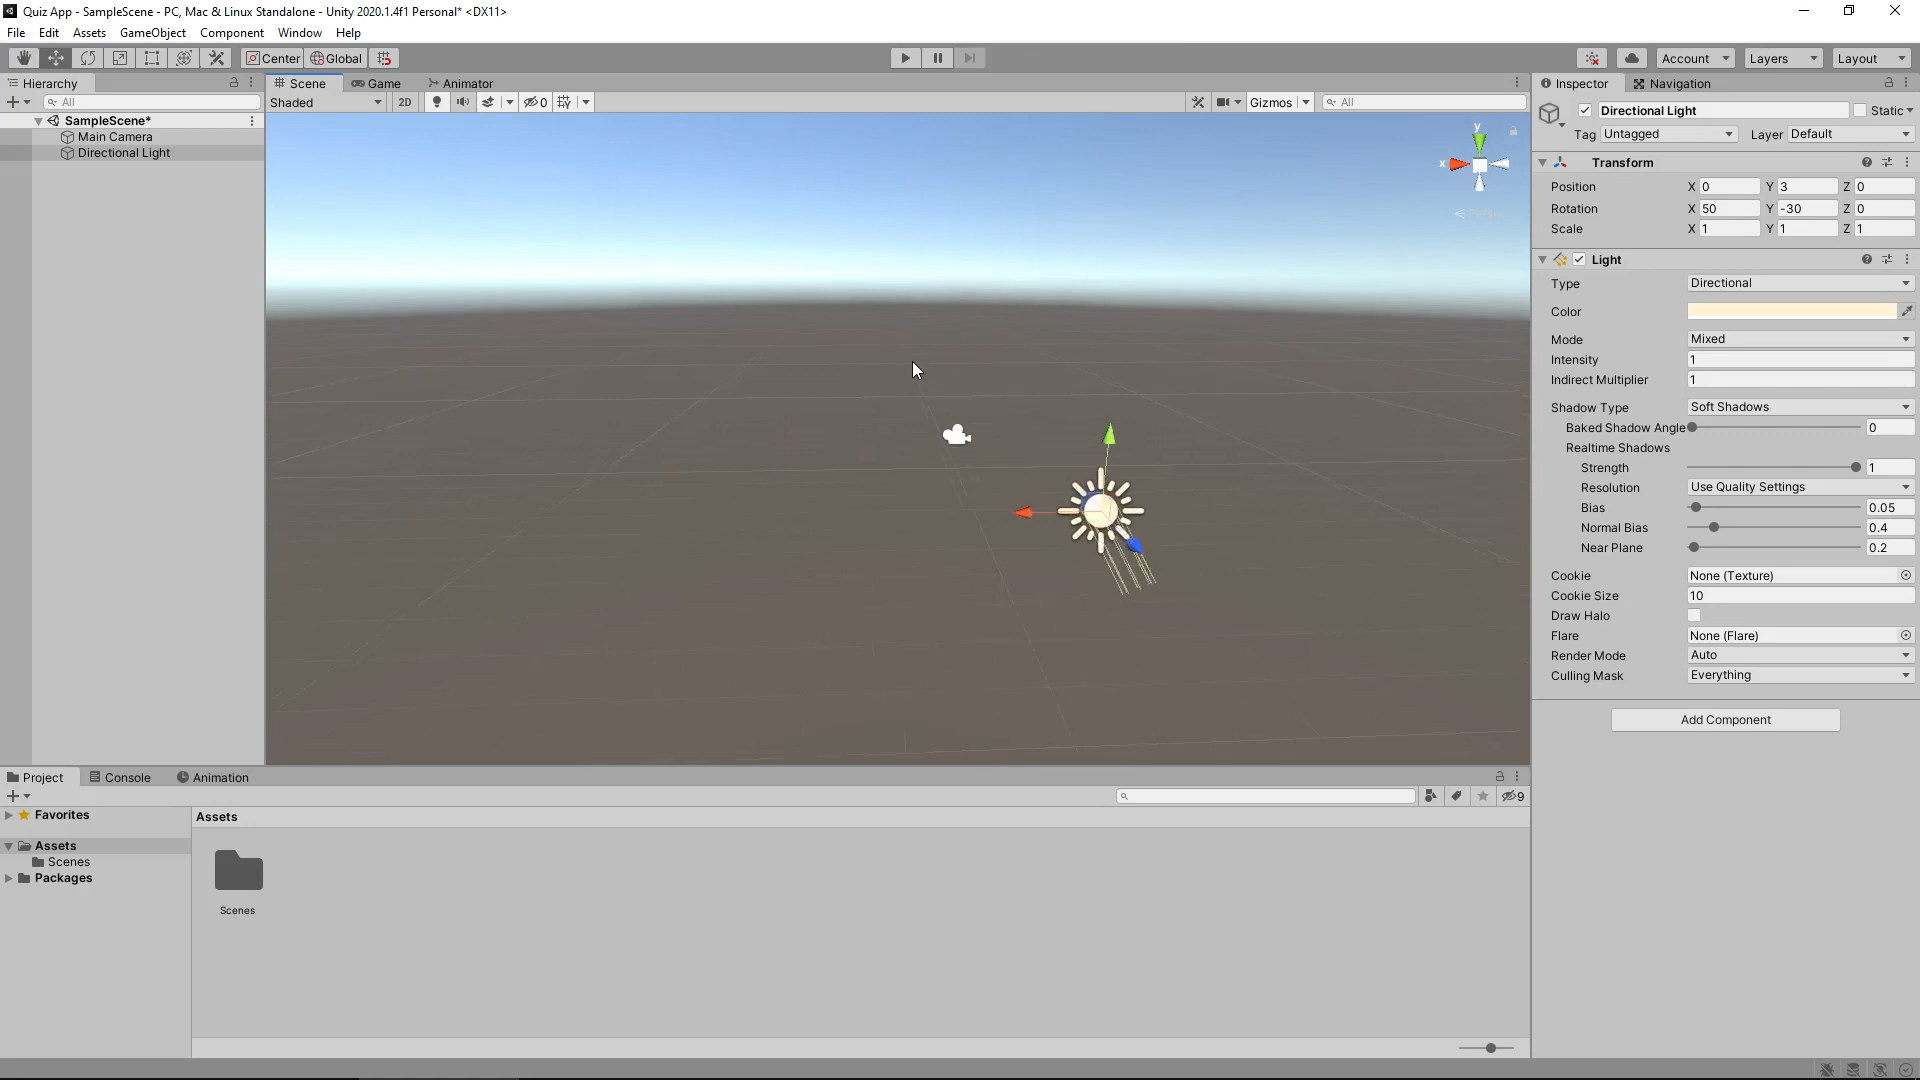 Quiz App - SampleScene - PC, Mac & Linux Standalone - Unity 2020.1.4f1 Personal* <DX11>
File Edit Assets GameObject Component Window Help
Center Global Account Layers Layout
Hierarchy
All
SampleScene*
Main Camera
Directional Light
Scene Game Animator
Shaded 2D 0 Gizmos All
y
x
Inspector Navigation
Directional Light Static
Tag Untagged Layer Default
Transform
Position X 0 Y 3 Z 0
Rotation X 50 Y -30 Z 0
Scale X 1 Y 1 Z 1
Light
Type Directional
Color
Mode Mixed
Intensity 1
Indirect Multiplier 1
Shadow Type Soft Shadows
Baked Shadow Angle 0
Realtime Shadows
Strength 1
Resolution Use Quality Settings
Bias 0.05
Normal Bias 0.4
Near Plane 0.2
Cookie None (Texture)
Cookie Size 10
Draw Halo
Flare None (Flare)
Render Mode Auto
Culling Mask Everything
Add Component
Project Console Animation
9
Favorites
Assets
Scenes
Packages
Assets
Scenes